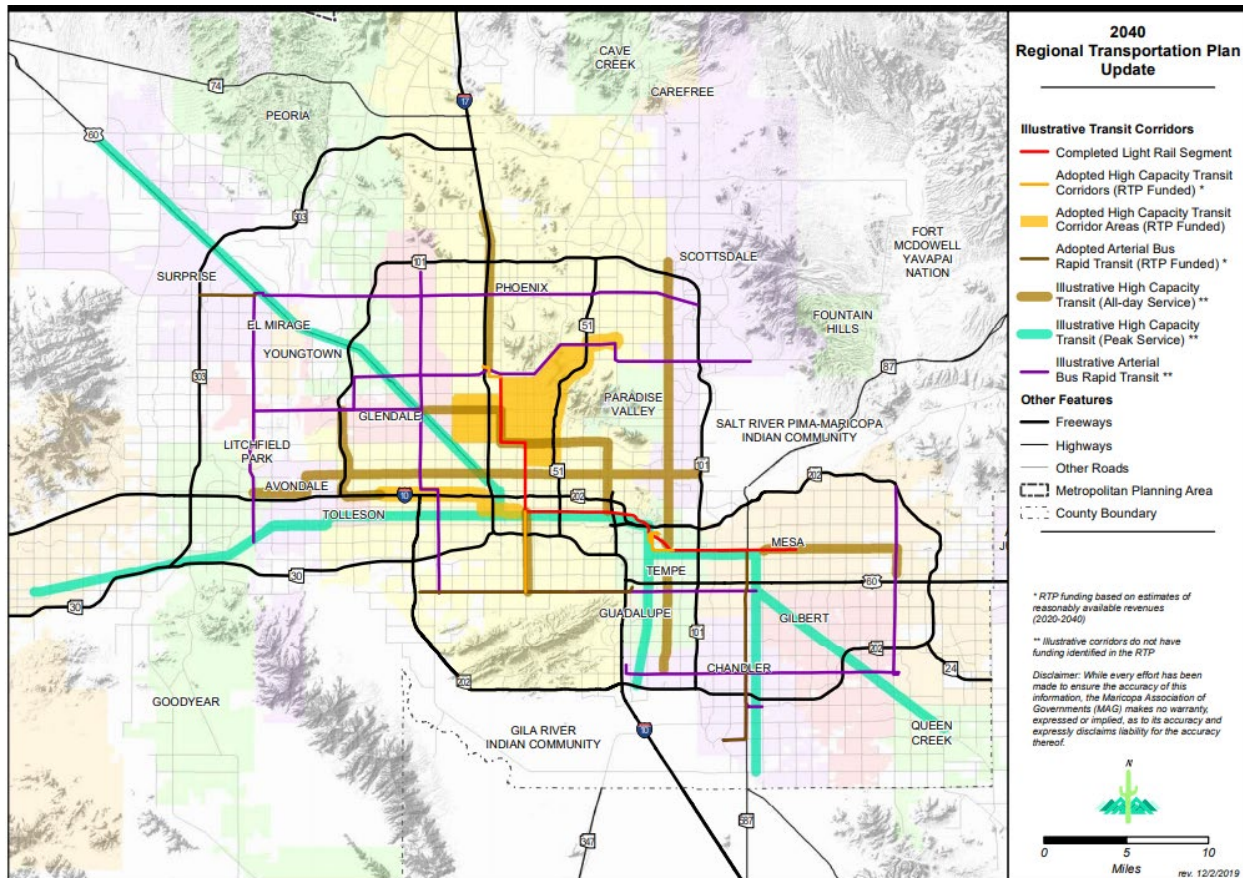 2040
Regional Transportation Plan
Update
Illustrative Transit Corridors
Completed Light Rail Segment
Adopted High Capacity Transit
Corridors (RTP Funded) *
Adopted High Capacity Transit
Corridor Areas (RTP Funded)
Adopted Arterial Bus
Rapid Transit (RTP Funded) *
Illustrative High Capacity
Transit (All-day Service) **
Illustrative High Capacity
Transit (Peak Service) **
Illustrative Arterial
Bus Rapid Transit **
Other Features
Freeways
Highways
Other Roads
Metropolitan Planning Area
County Boundary
* RTP funding based on estimates of
reasonably available revenues
(2020-2040)
** Illustrative corridors do not have
funding identified in the RTP
Disclaimer: While every effort has been
made to ensure the accuracy of this
information, the Maricopa Association of
Governments (MAG) makes no warranty,
expressed or implied, as to its accuracy and
expressly disclaims liability for the accuracy
thereof.
N
0 5 10
Miles
rev. 12/2/2019
CAVE
CREEK
CAREFREE
74
17
PEORIA
60
303
FORT
MCDOWELL
YAVAPAI
NATION
SCOTTSDALE
101
SURPRISE
PHOENIX
FOUNTAIN
HILLS
EL MIRAGE
51
YOUNGTOWN
87
303
PARADISE
VALLEY
GLENDALE
SALT RIVER PIMA-MARICOPA
INDIAN COMMUNITY
LITCHFIELD
PARK
101
51
202
AVONDALE
10
202
TOLLESON
MESA
30
TEMPE
60
30
GUADALUPE
GILBERT
101
202
CHANDLER
24
202
GOODYEAR
QUEEN
CREEK
GILA RIVER
INDIAN COMMUNITY
10
347
587